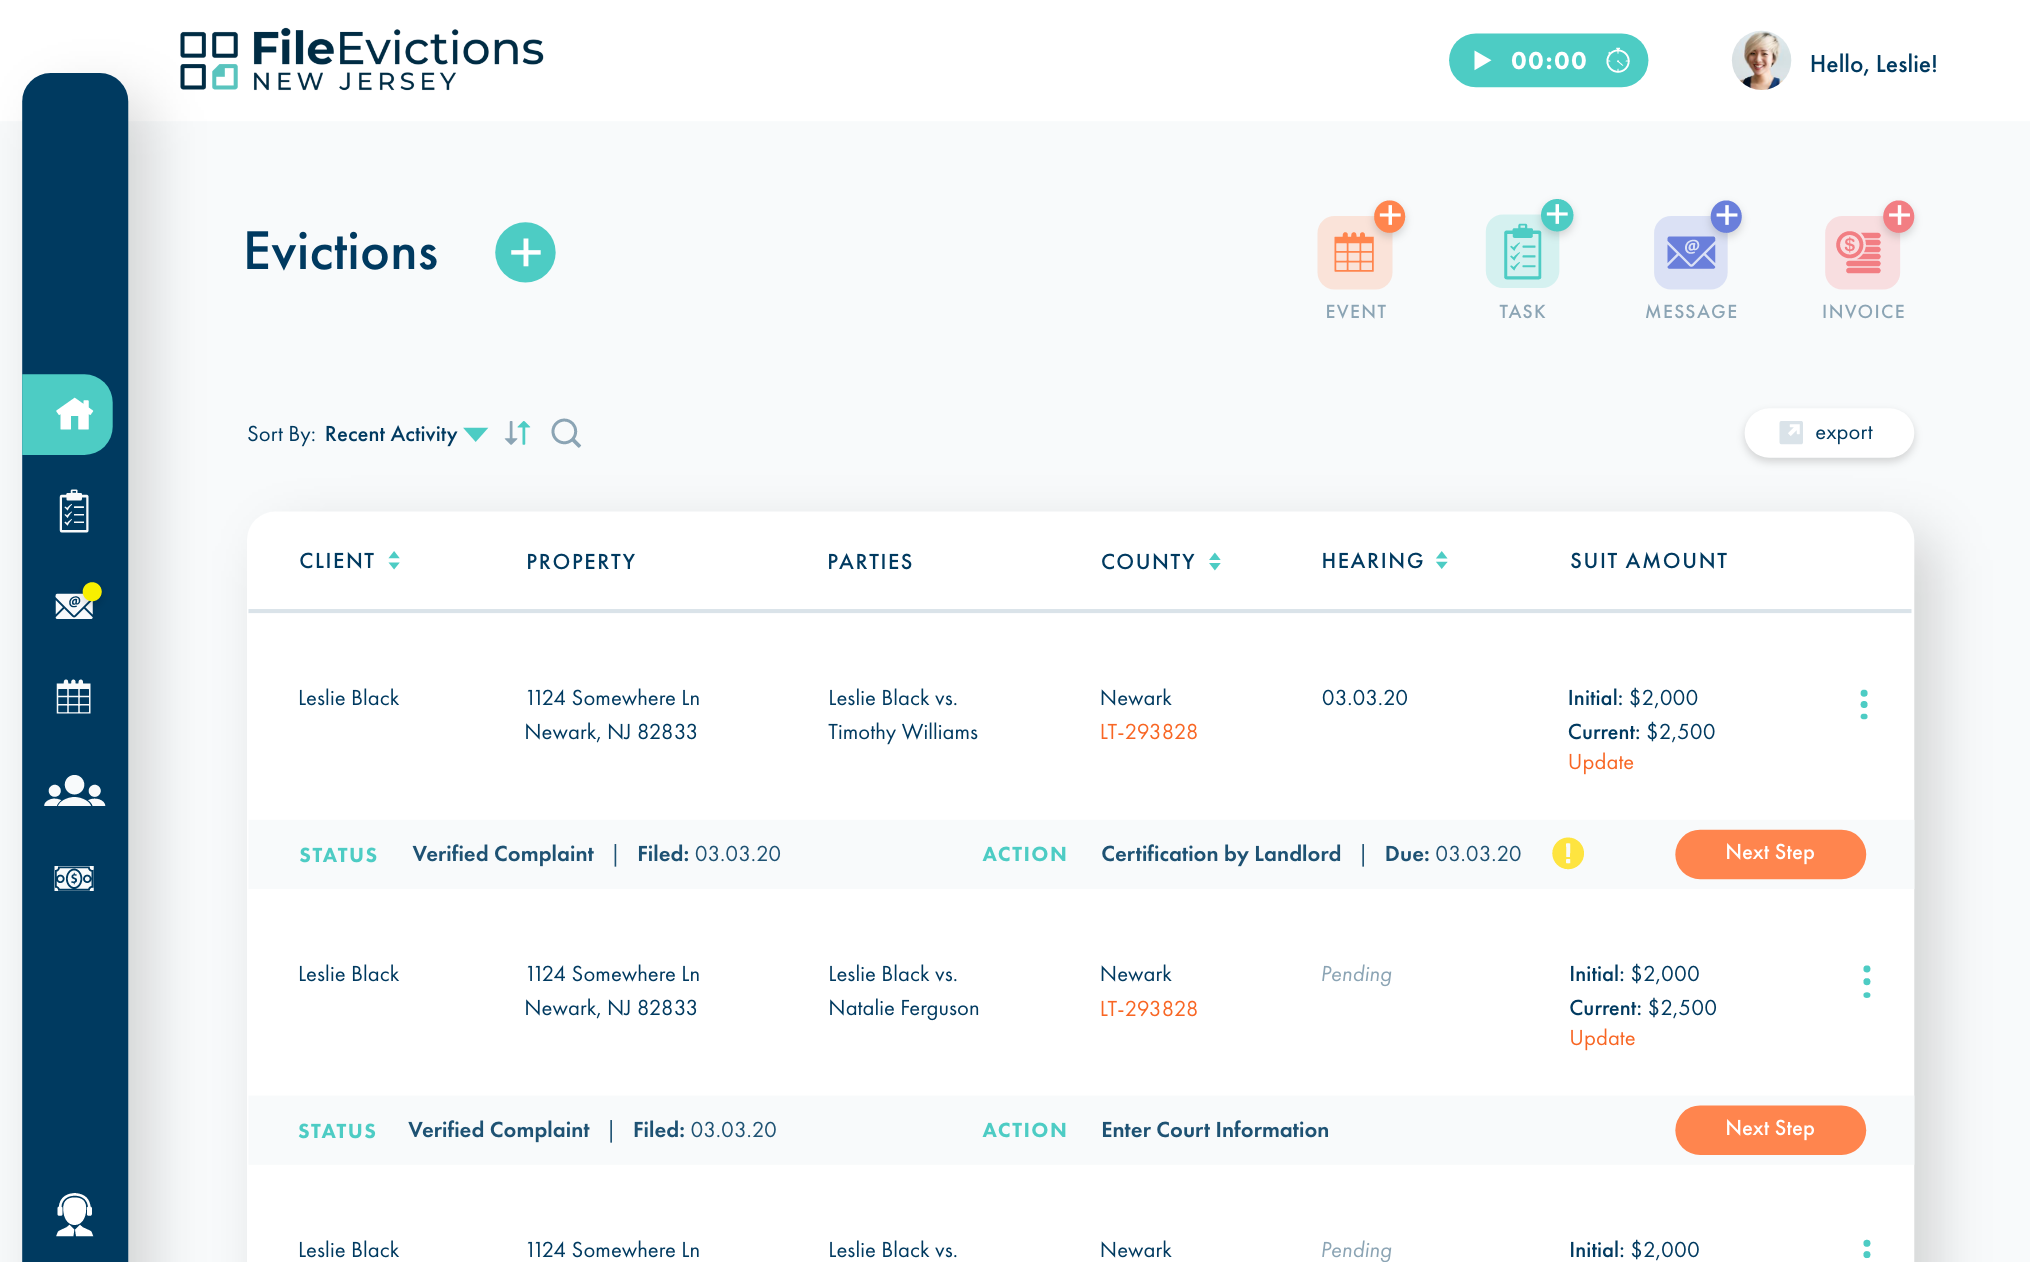 FileEvictions
NEW JERSEY
00:00
Hello, Leslie!
Evictions
EVENT
TASK
MESSAGE
INVOICE
Sort By: Recent Activity
export
CLIENT PROPERTY PARTIES COUNTY HEARING SUIT AMOUNT
Leslie Black 1124 Somewhere Ln Leslie Black vs. Newark 03.03.20 Initial: $2,000
Newark, NJ 82833 Timothy Williams LT-293828 Current: $2,500
Update
STATUS Verified Complaint | Filed: 03.03.20 ACTION Certification by Landlord | Due: 03.03.20 ! Next Step
Leslie Black 1124 Somewhere Ln Leslie Black vs. Newark Pending Initial: $2,000
Newark, NJ 82833 Natalie Ferguson LT-293828 Current: $2,500
Update
STATUS Verified Complaint | Filed: 03.03.20 ACTION Enter Court Information Next Step
Leslie Black 1124 Somewhere Ln Leslie Black vs. Newark Pending Initial: $2,000